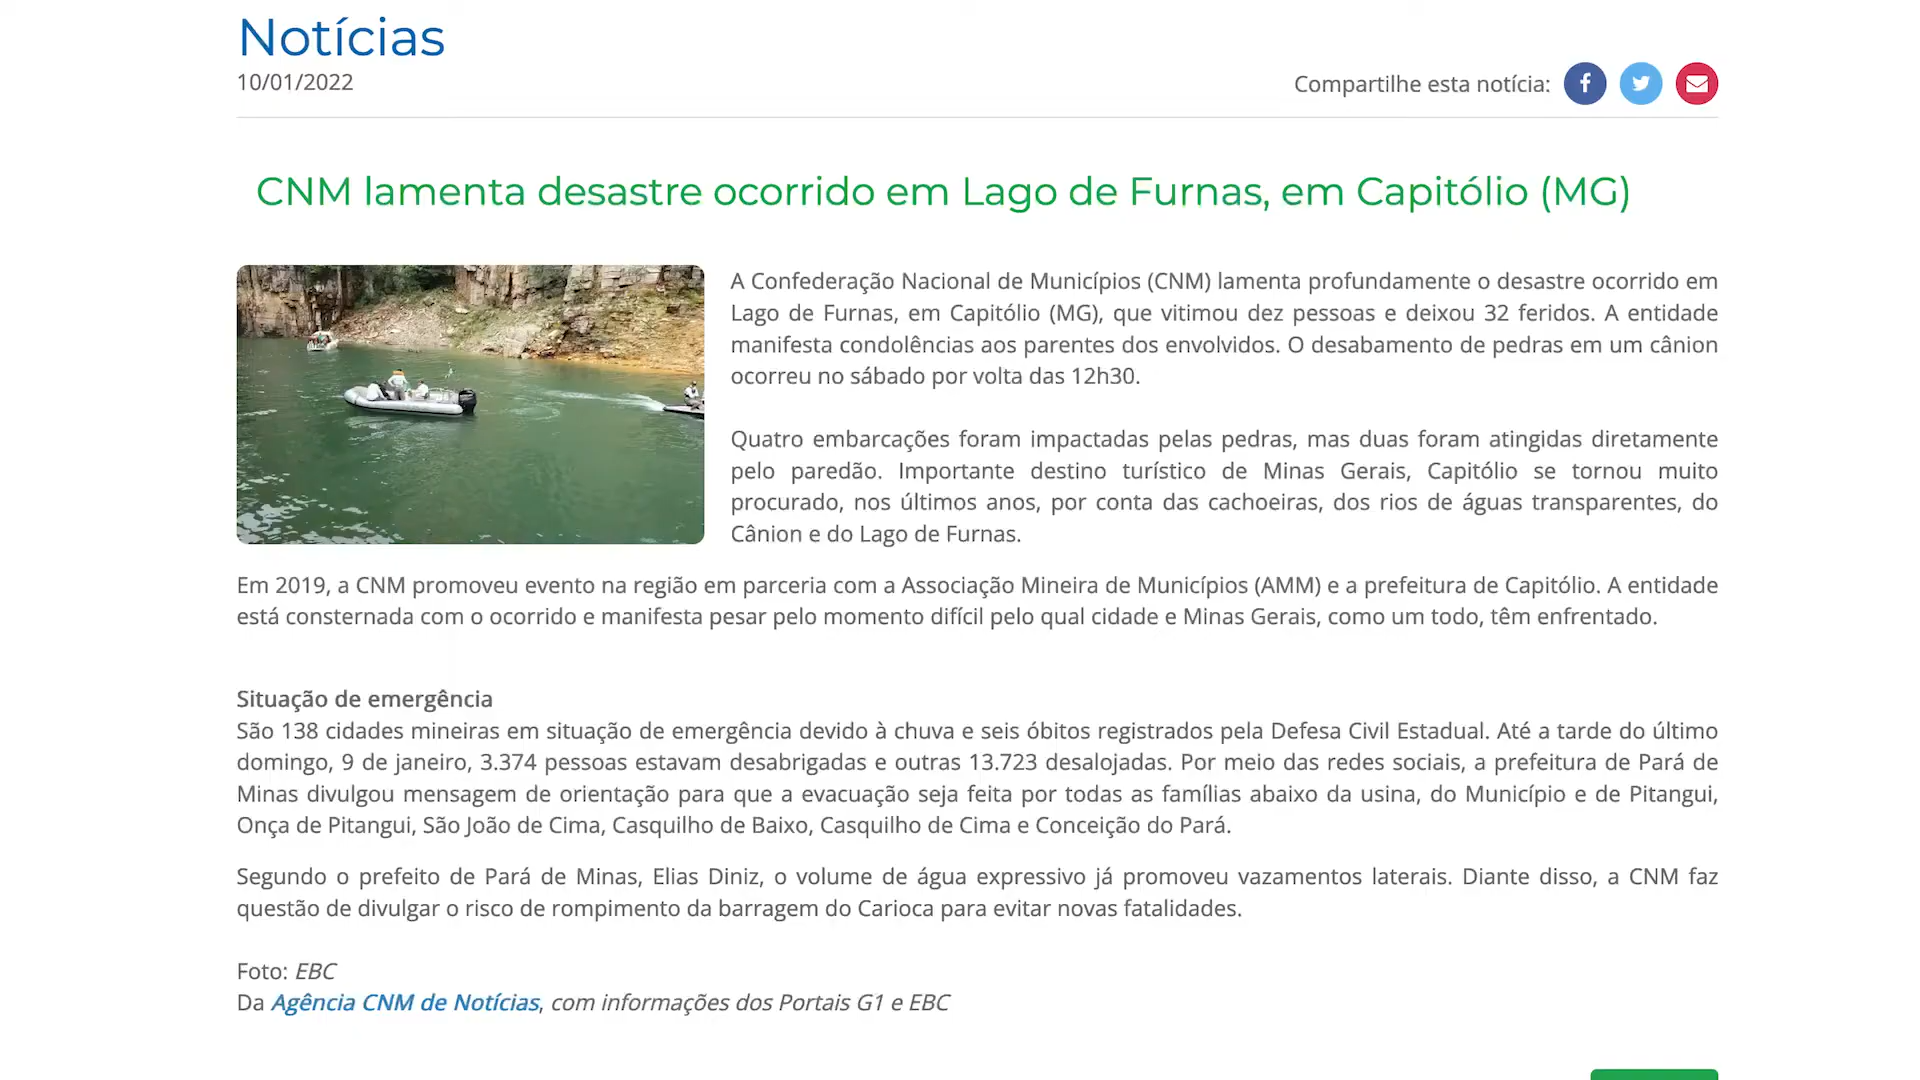 Notícias
10/01/2022
Compartilhe esta notícia:
CNM lamenta desastre ocorrido em Lago de Furnas, em Capitólio (MG)
A Confederação Nacional de Municípios (CNM) lamenta profundamente o desastre ocorrido em
Lago de Furnas, em Capitólio (MG), que vitimou dez pessoas e deixou 32 feridos. A entidade
manifesta condolências aos parentes dos envolvidos. O desabamento de pedras em um cânion
ocorreu no sábado por volta das 12h30.
Quatro embarcações foram impactadas pelas pedras, mas duas foram atingidas diretamente
pelo paredão. Importante destino turístico de Minas Gerais, Capitólio se tornou muito
procurado, nos últimos anos, por conta das cachoeiras, dos rios de águas transparentes, do
Cânion e do Lago de Furnas.
Em 2019, a CNM promoveu evento na região em parceria com a Associação Mineira de Municípios (AMM) e a prefeitura de Capitólio. A entidade
está consternada com o ocorrido e manifesta pesar pelo momento difícil pelo qual cidade e Minas Gerais, como um todo, têm enfrentado.
Situação de emergência
São 138 cidades mineiras em situação de emergência devido à chuva e seis óbitos registrados pela Defesa Civil Estadual. Até a tarde do último
domingo, 9 de janeiro, 3.374 pessoas estavam desabrigadas e outras 13.723 desalojadas. Por meio das redes sociais, a prefeitura de Pará de
Minas divulgou mensagem de orientação para que a evacuação seja feita por todas as famílias abaixo da usina, do Município e de Pitangui,
Onça de Pitangui, São João de Cima, Casquilho de Baixo, Casquilho de Cima e Conceição do Pará.
Segundo o prefeito de Pará de Minas, Elias Diniz, o volume de água expressivo já promoveu vazamentos laterais. Diante disso, a CNM faz
questão de divulgar o risco de rompimento da barragem do Carioca para evitar novas fatalidades.
Foto: EBC
Da Agência CNM de Notícias, com informações dos Portais G1 e EBC